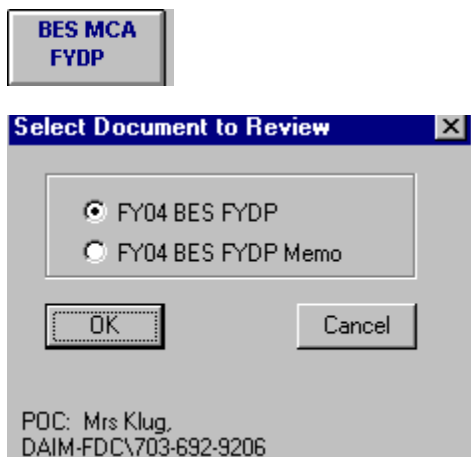 BES MCA
FYDP
Select Document to Review
FY04 BES FYDP
FY04 BES FYDP Memo
OK
Cancel
POC:  Mrs Klug,
DAIM-FDC\703-692-9206